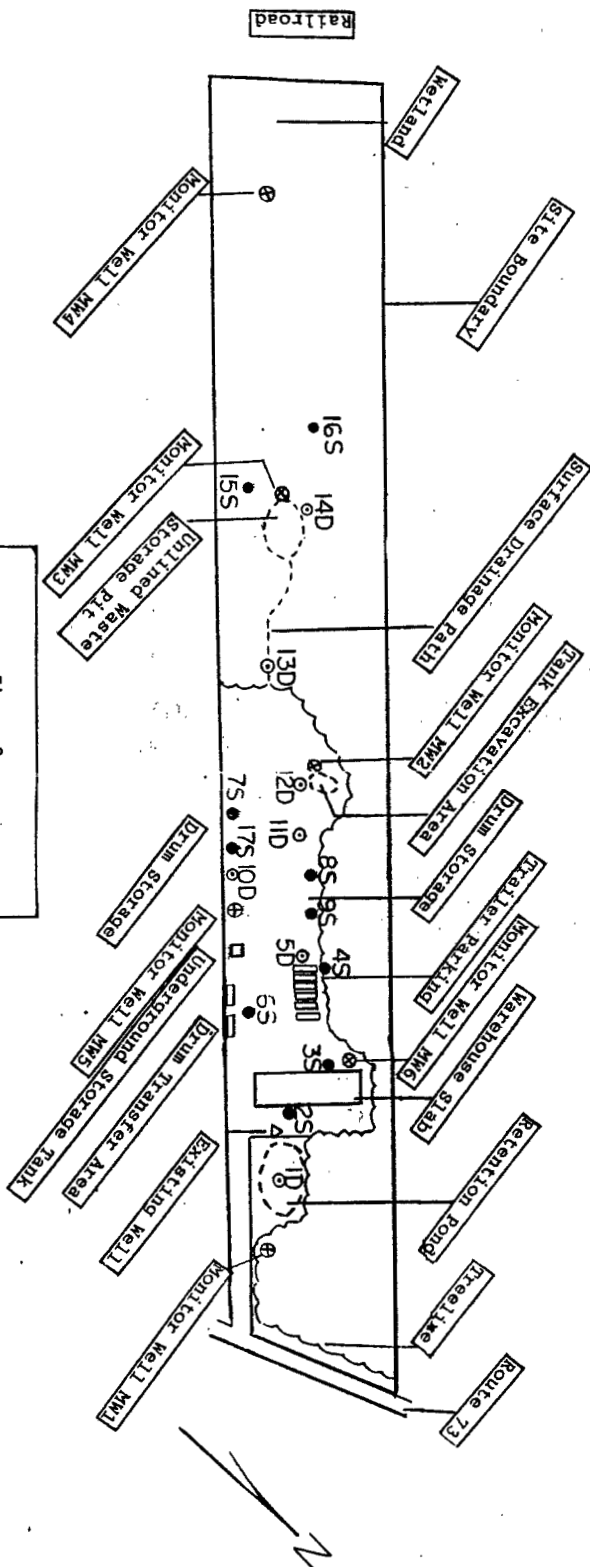 Railroad
Wetland
Site Boundary
Monitor Well MW4
16S
15S
14D
Monitor Well MW3
Unlined Waste
Storage Pit
Surface Drainage Path
13D
Monitor Well MW2
Tank Excavation Area
12D
7S
11D
17S
10D
8S
9S
Drum Storage
Drum Storage
Trailer Parking
Monitor Well MW6
Warehouse Slab
5D
4S
6S
3S
2S
Monitor Well MW5
Underground Storage Tank
Drum Transfer Area
Existing Well
1D
Retention Pond
Treeline
Monitor Well MW1
Route 73
N